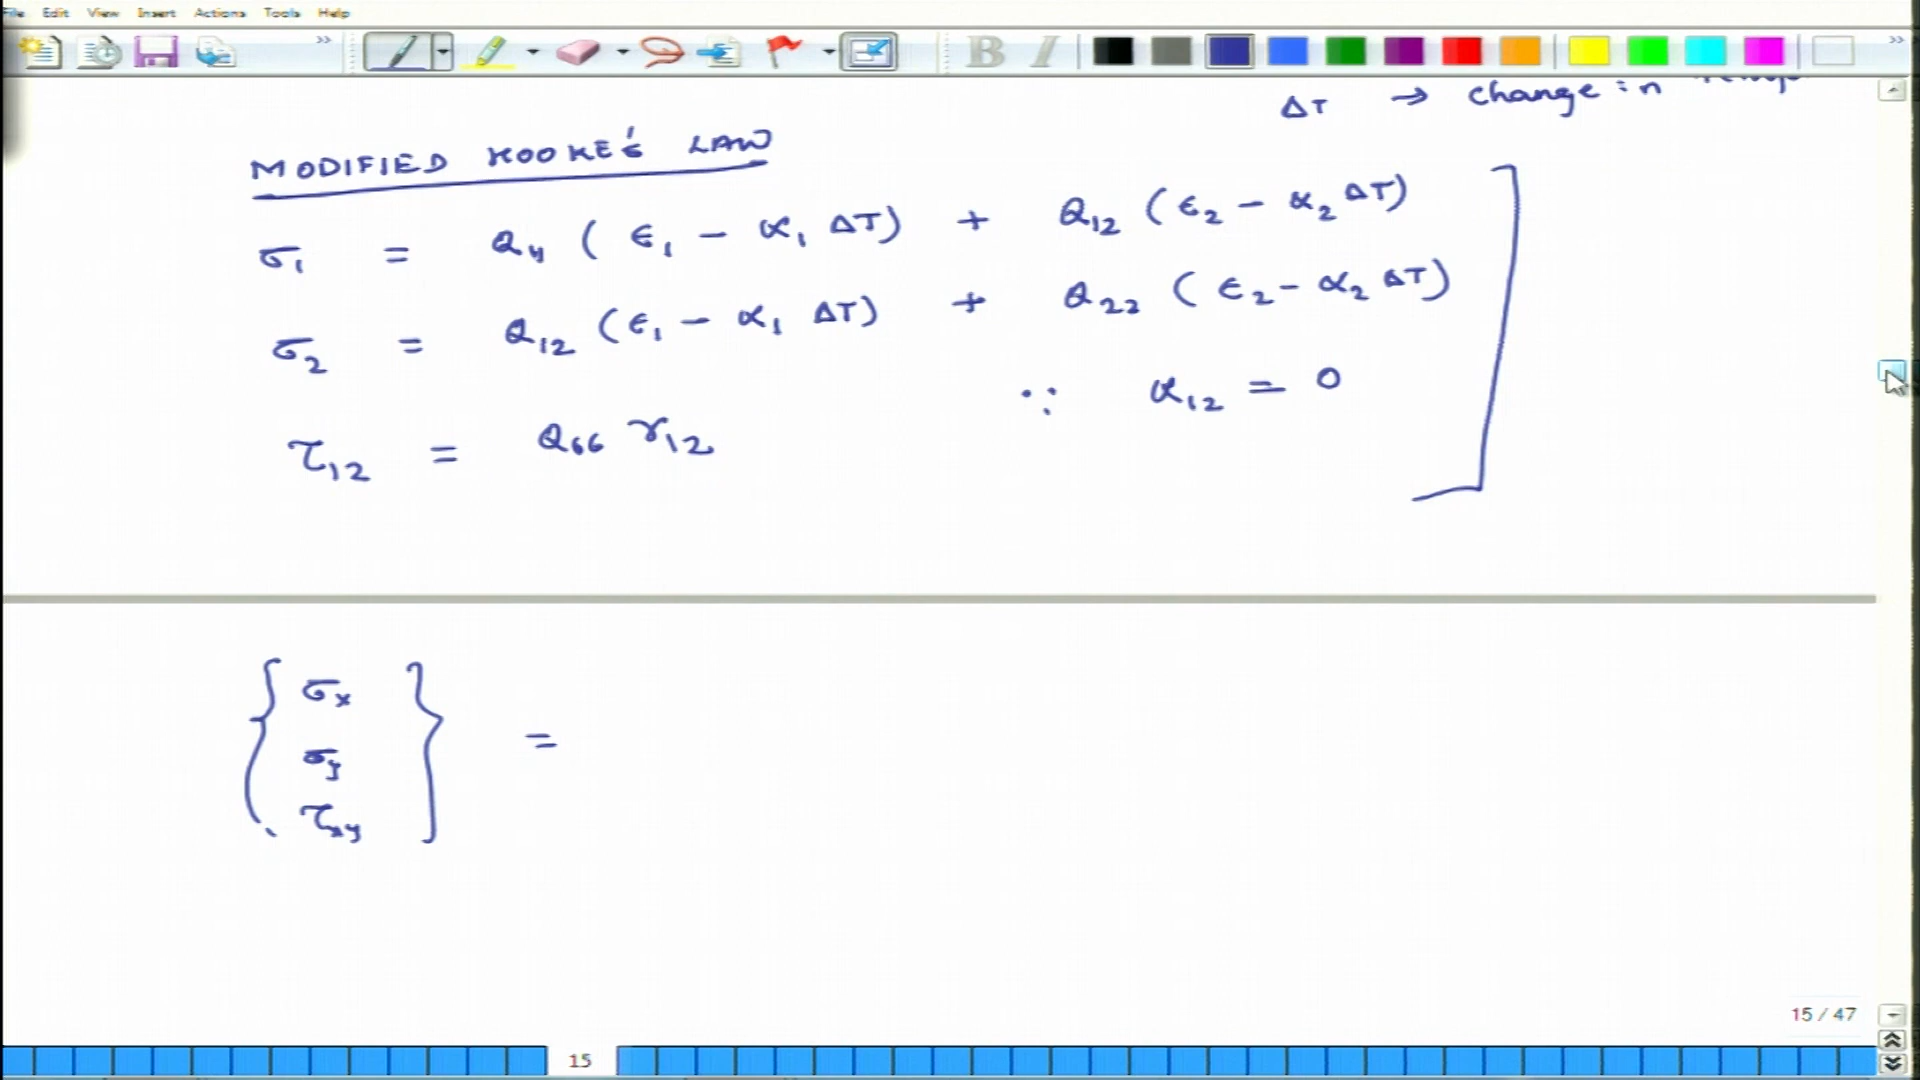 File Edit View Insert Actions Tools Help
B I
ΔT → change in
MODIFIED HOOKE'S LAW
σ₁ = Q₁₁ (ε₁ - α₁ ΔT) + Q₁₂ (ε₂ - α₂ ΔT)
σ₂ = Q₁₂ (ε₁ - α₁ ΔT) + Q₂₂ (ε₂ - α₂ ΔT)
∵ α₁₂ = 0
τ₁₂ = Q₆₆ γ₁₂
{ σx
σy
τxy } =
15 / 47
15